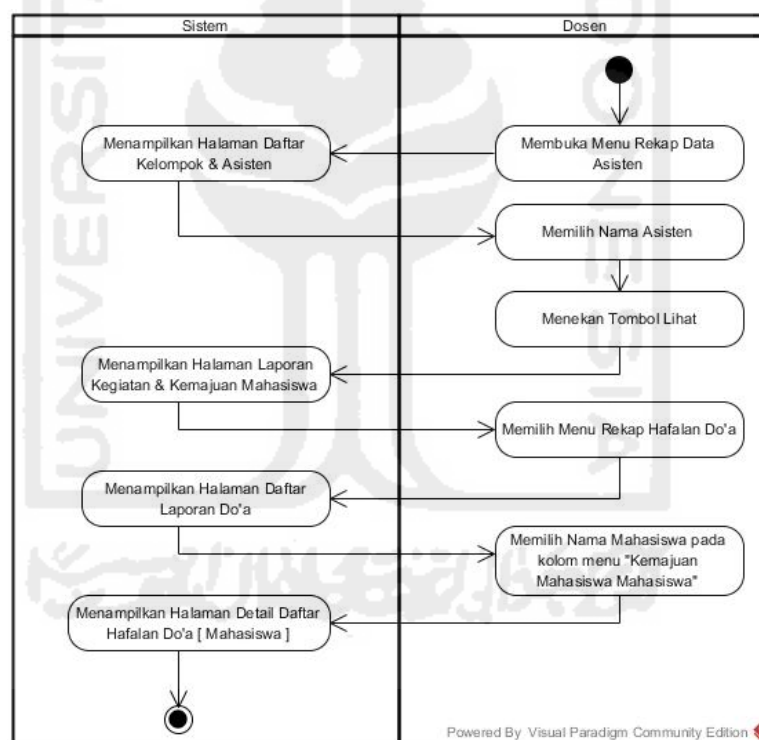 Sistem
Dosen
Membuka Menu Rekap Data
Asisten
Menampilkan Halaman Daftar
Kelompok & Asisten
Memilih Nama Asisten
Menekan Tombol Lihat
Menampilkan Halaman Laporan
Kegiatan & Kemajuan Mahasiswa
Memilih Menu Rekap Hafalan Do'a
Menampilkan Halaman Daftar
Laporan Do'a
Memilih Nama Mahasiswa pada
kolom menu "Kemajuan
Mahasiswa Mahasiswa"
Menampilkan Halaman Detail Daftar
Hafalan Do'a [ Mahasiswa ]
UNIVERSIT
ONESIA
Powered By Visual Paradigm Community Edition